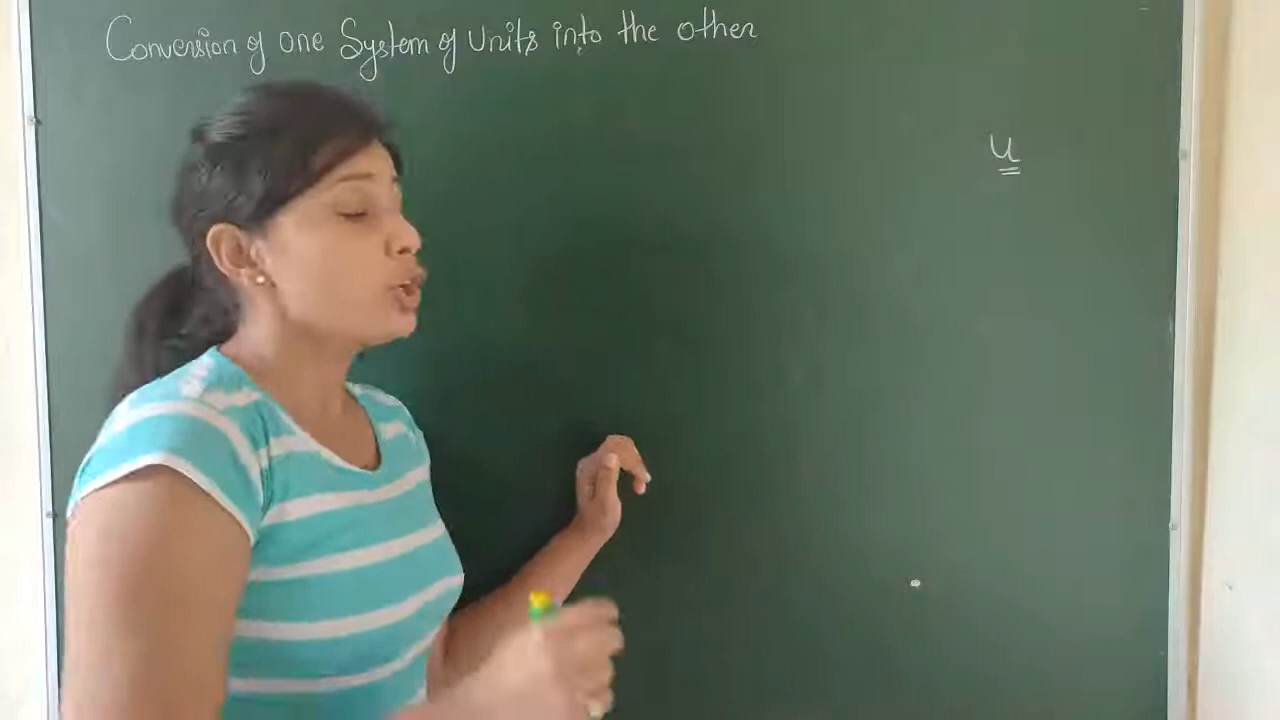 Conversion of one System of Units into the other
u